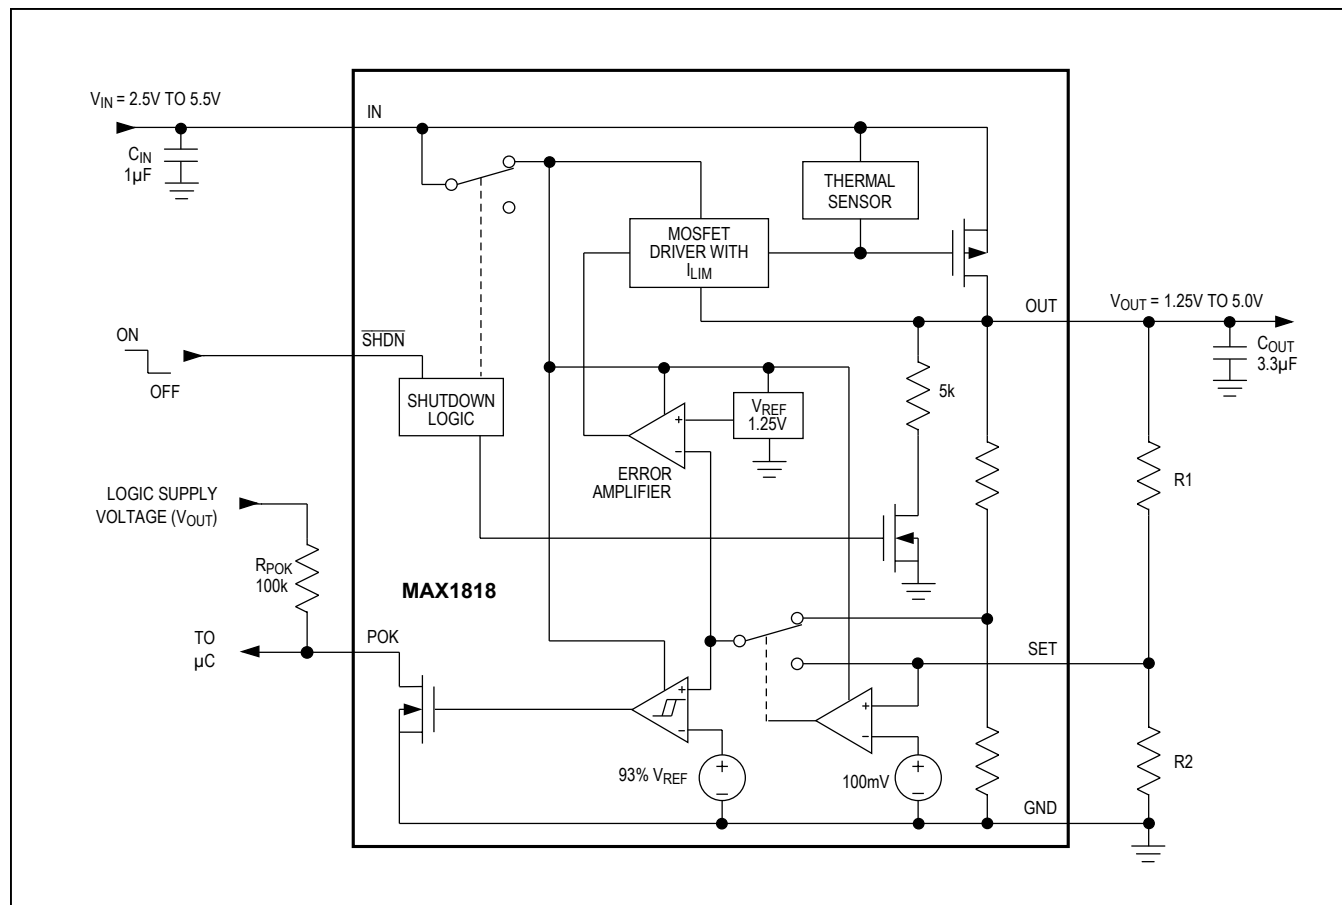 V_IN = 2.5V TO 5.5V
IN
C_IN
1µF
THERMAL
SENSOR
MOSFET
DRIVER WITH
I_LIM
OUT
V_OUT = 1.25V TO 5.0V
C_OUT
3.3µF
ON
OFF
SHDN
SHUTDOWN
LOGIC
5k
V_REF
1.25V
+
−
ERROR
AMPLIFIER
R1
LOGIC SUPPLY
VOLTAGE (V_OUT)
R_POK
100k
MAX1818
TO
µC
POK
SET
+
−
+
−
93% V_REF
+
−
100mV
+
−
R2
GND